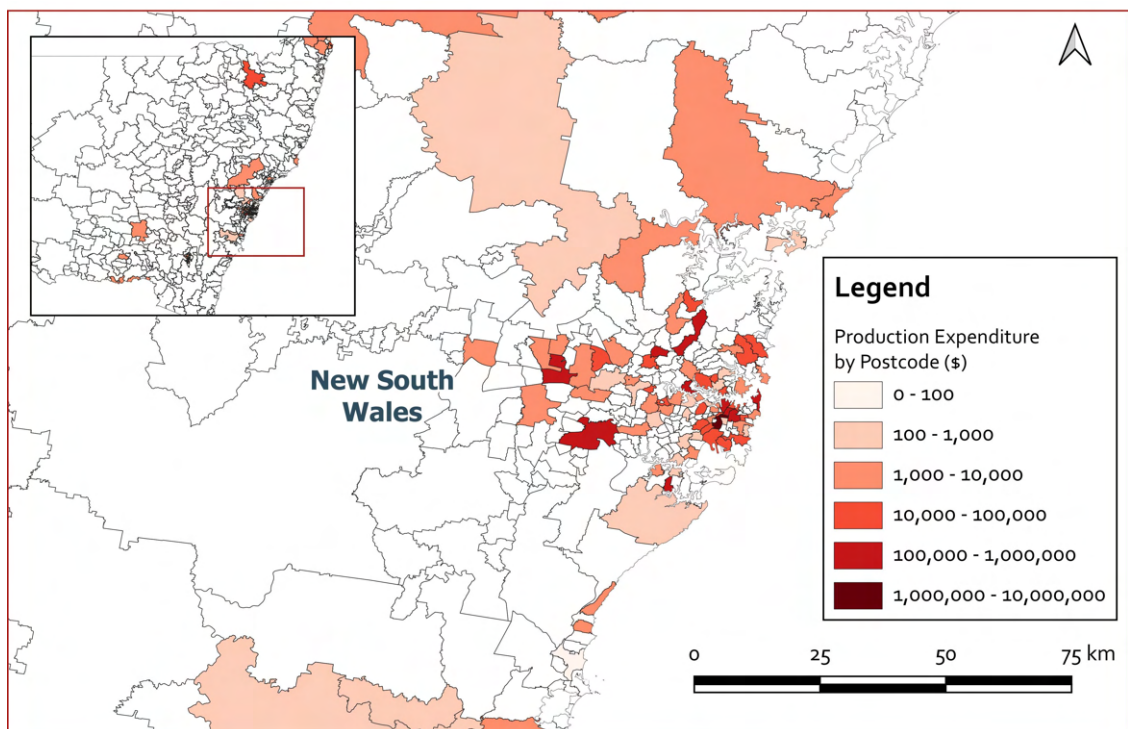 New South
Wales
Legend
Production Expenditure
by Postcode ($)
0 - 100
100 - 1,000
1,000 - 10,000
10,000 - 100,000
100,000 - 1,000,000
1,000,000 - 10,000,000
0 25 50 75 km